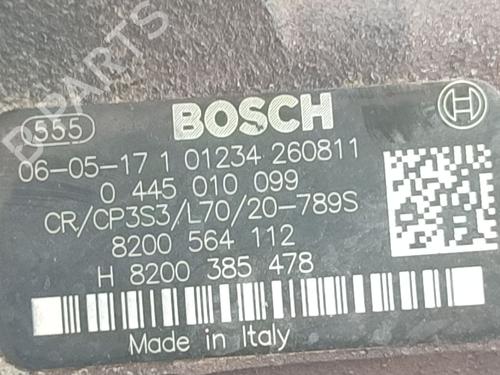 B-PARTS
555 BOSCH
06-05-17 1 01234 260811
0 445 010 099
CR/CP3S3/L70/20-789S
8200 564 112
H 8200 385 478
Made in Italy